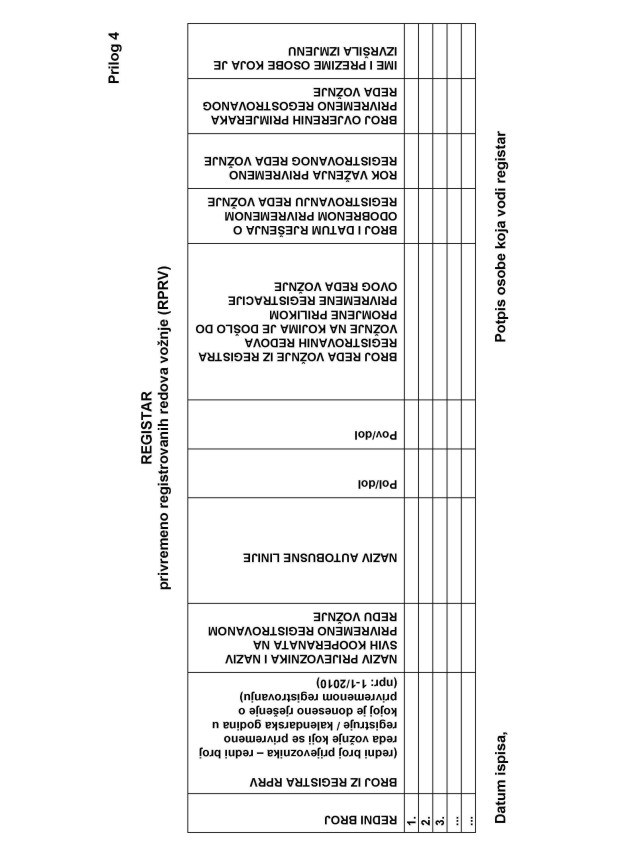 Prilog 4
REGISTAR
privremeno registrovanih redova vožnje (RPRV)
REDNI BROJ
BROJ IZ REGISTRA RPRV
(redni broj prijevoznika – redni broj
reda vožnje koji se privremeno
registruje / kalendarska godina u
kojoj je doneseno rješenje o
privremenom registrovanju)
(npr: 1-1/2010)
NAZIV PRIJEVOZNIKA I NAZIV
SVIH KOOPERANATA NA
PRIVREMENO REGISTROVANOM
REDU VOŽNJE
NAZIV AUTOBUSNE LINIJE
Pol/dol
Pov/dol
BROJ REDA VOŽNJE IZ REGISTRA
REGISTROVANIH REDOVA
VOŽNJE NA KOJIMA JE DOŠLO DO
PROMJENE PRILIKOM
PRIVREMENE REGISTRACIJE
OVOG REDA VOŽNJE
BROJ I DATUM RJEŠENJA O
ODOBRENOM PRIVREMENOM
REGISTROVANJU REDA VOŽNJE
ROK VAŽENJA PRIVREMENO
REGISTROVANOG REDA VOŽNJE
BROJ OVJERENIH PRIMJERAKA
PRIVREMENO REGOSTROVANOG
REDA VOŽNJE
IME I PREZIME OSOBE KOJA JE
IZVRŠILA IZMJENU
1.
2.
3.
...
...
Datum ispisa,
Potpis osobe koja vodi registar